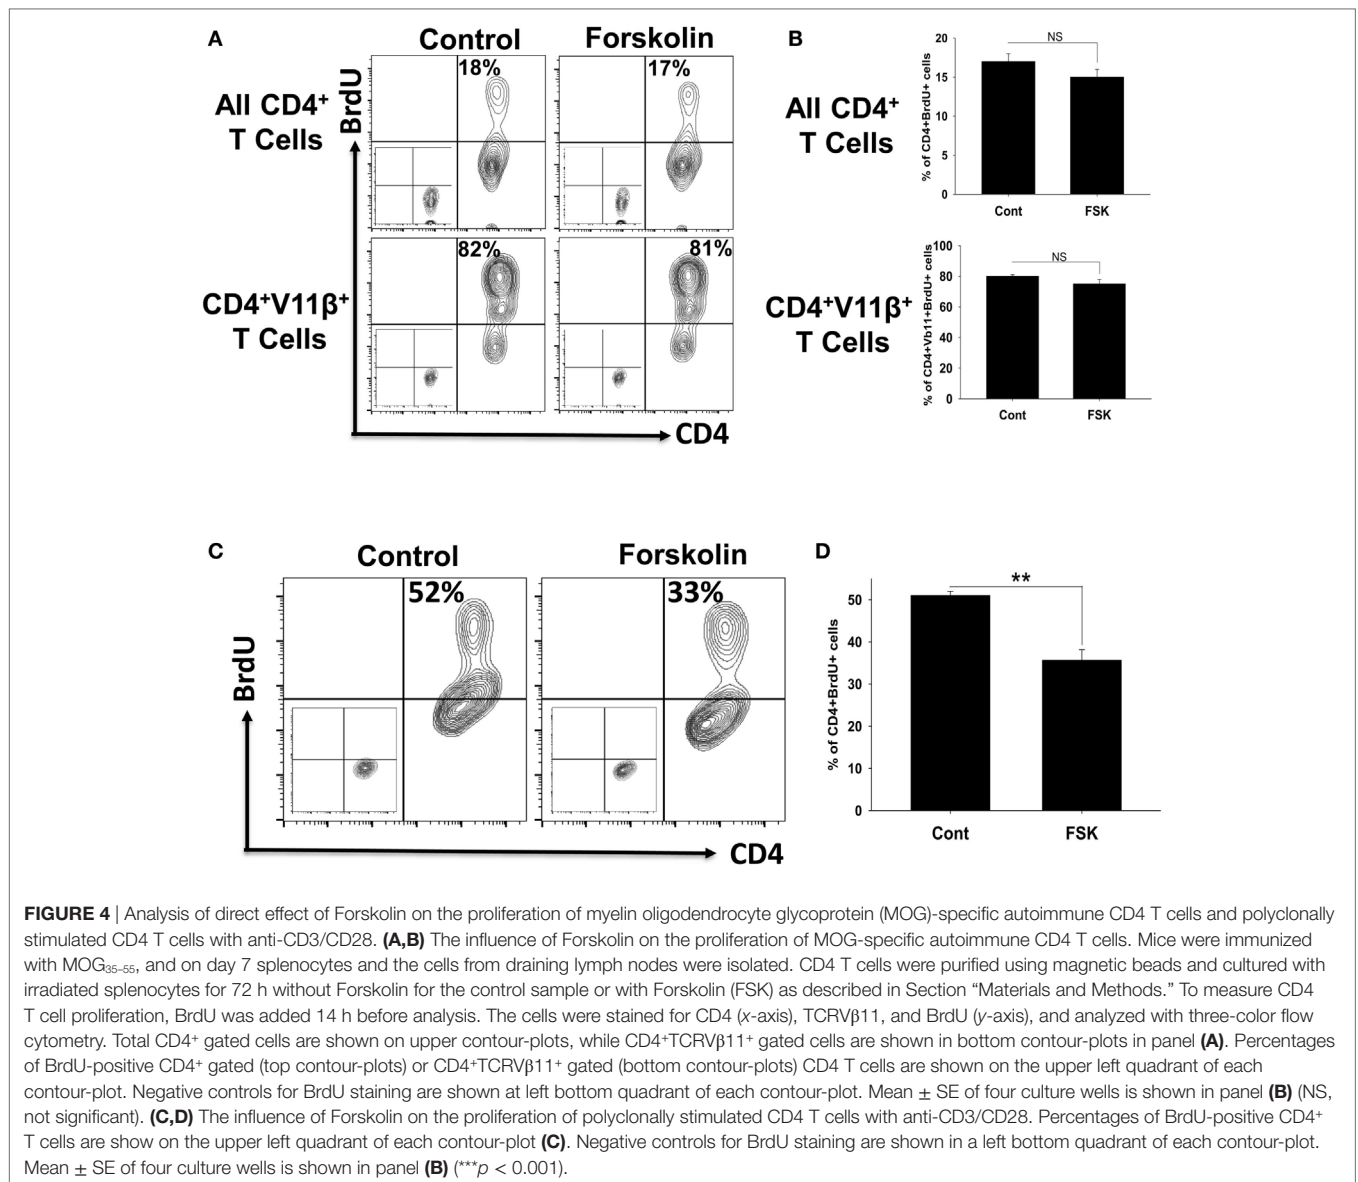 A
Control
Forskolin
BrdU
All CD4+
T Cells
18%
17%
CD4+V11β+
T Cells
82%
81%
CD4
B
All CD4+
T Cells
% of CD4+BrdU+ cells
20
15
10
5
0
NS
Cont
FSK
CD4+V11β+
T Cells
% of CD4+Vb11+BrdU+ cells
100
80
60
40
20
0
NS
Cont
FSK
C
Control
Forskolin
BrdU
52%
33%
CD4
D
% of CD4+BrdU+ cells
50
40
30
20
10
0
**
Cont
FSK
FIGURE 4 | Analysis of direct effect of Forskolin on the proliferation of myelin oligodendrocyte glycoprotein (MOG)-specific autoimmune CD4 T cells and polyclonally
stimulated CD4 T cells with anti-CD3/CD28. (A,B) The influence of Forskolin on the proliferation of MOG-specific autoimmune CD4 T cells. Mice were immunized
with MOG35–55, and on day 7 splenocytes and the cells from draining lymph nodes were isolated. CD4 T cells were purified using magnetic beads and cultured with
irradiated splenocytes for 72 h without Forskolin for the control sample or with Forskolin (FSK) as described in Section “Materials and Methods.” To measure CD4
T cell proliferation, BrdU was added 14 h before analysis. The cells were stained for CD4 (x-axis), TCRVβ11, and BrdU (y-axis), and analyzed with three-color flow
cytometry. Total CD4+ gated cells are shown on upper contour-plots, while CD4+TCRVβ11+ gated cells are shown in bottom contour-plots in panel (A). Percentages
of BrdU-positive CD4+ gated (top contour-plots) or CD4+TCRVβ11+ gated (bottom contour-plots) CD4 T cells are shown on the upper left quadrant of each
contour-plot. Negative controls for BrdU staining are shown at left bottom quadrant of each contour-plot. Mean ± SE of four culture wells is shown in panel (B) (NS,
not significant). (C,D) The influence of Forskolin on the proliferation of polyclonally stimulated CD4 T cells with anti-CD3/CD28. Percentages of BrdU-positive CD4+
T cells are show on the upper left quadrant of each contour-plot (C). Negative controls for BrdU staining are shown in a left bottom quadrant of each contour-plot.
Mean ± SE of four culture wells is shown in panel (B) (***p < 0.001).